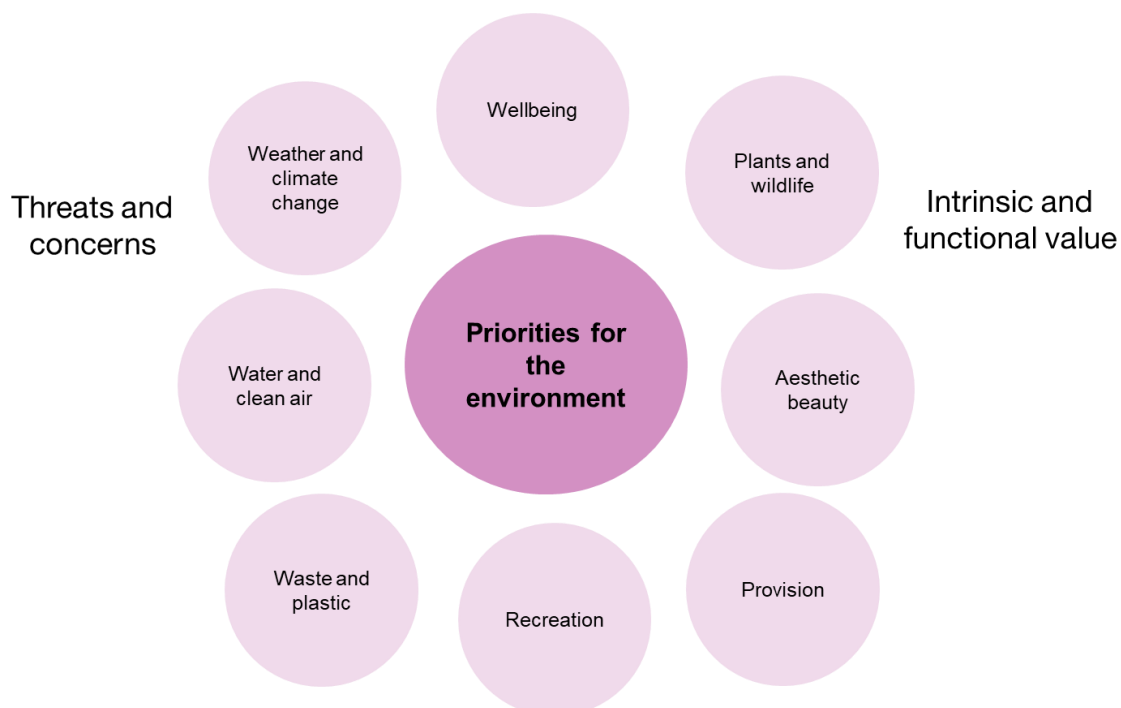 Wellbeing
Weather and
climate
change
Plants and
wildlife
Threats and
concerns
Intrinsic and
functional value
Priorities for
the
environment
Water and
clean air
Aesthetic
beauty
Waste and
plastic
Recreation
Provision